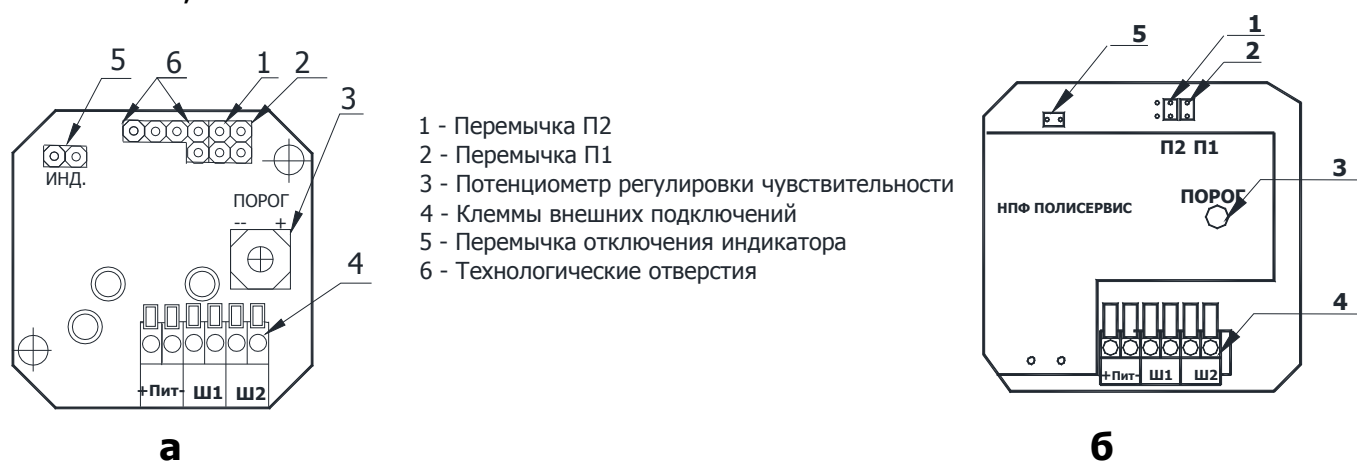 5 6 1 2
3
ИНД.
ПОРОГ
-- +
4
+Пит- Ш1 Ш2
а
1 - Перемычка П2
2 - Перемычка П1
3 - Потенциометр регулировки чувствительности
4 - Клеммы внешних подключений
5 - Перемычка отключения индикатора
6 - Технологические отверстия
1
5
2
П2 П1
3
ПОРОГ
НПФ ПОЛИСЕРВИС
4
+Пит- Ш1 Ш2
б